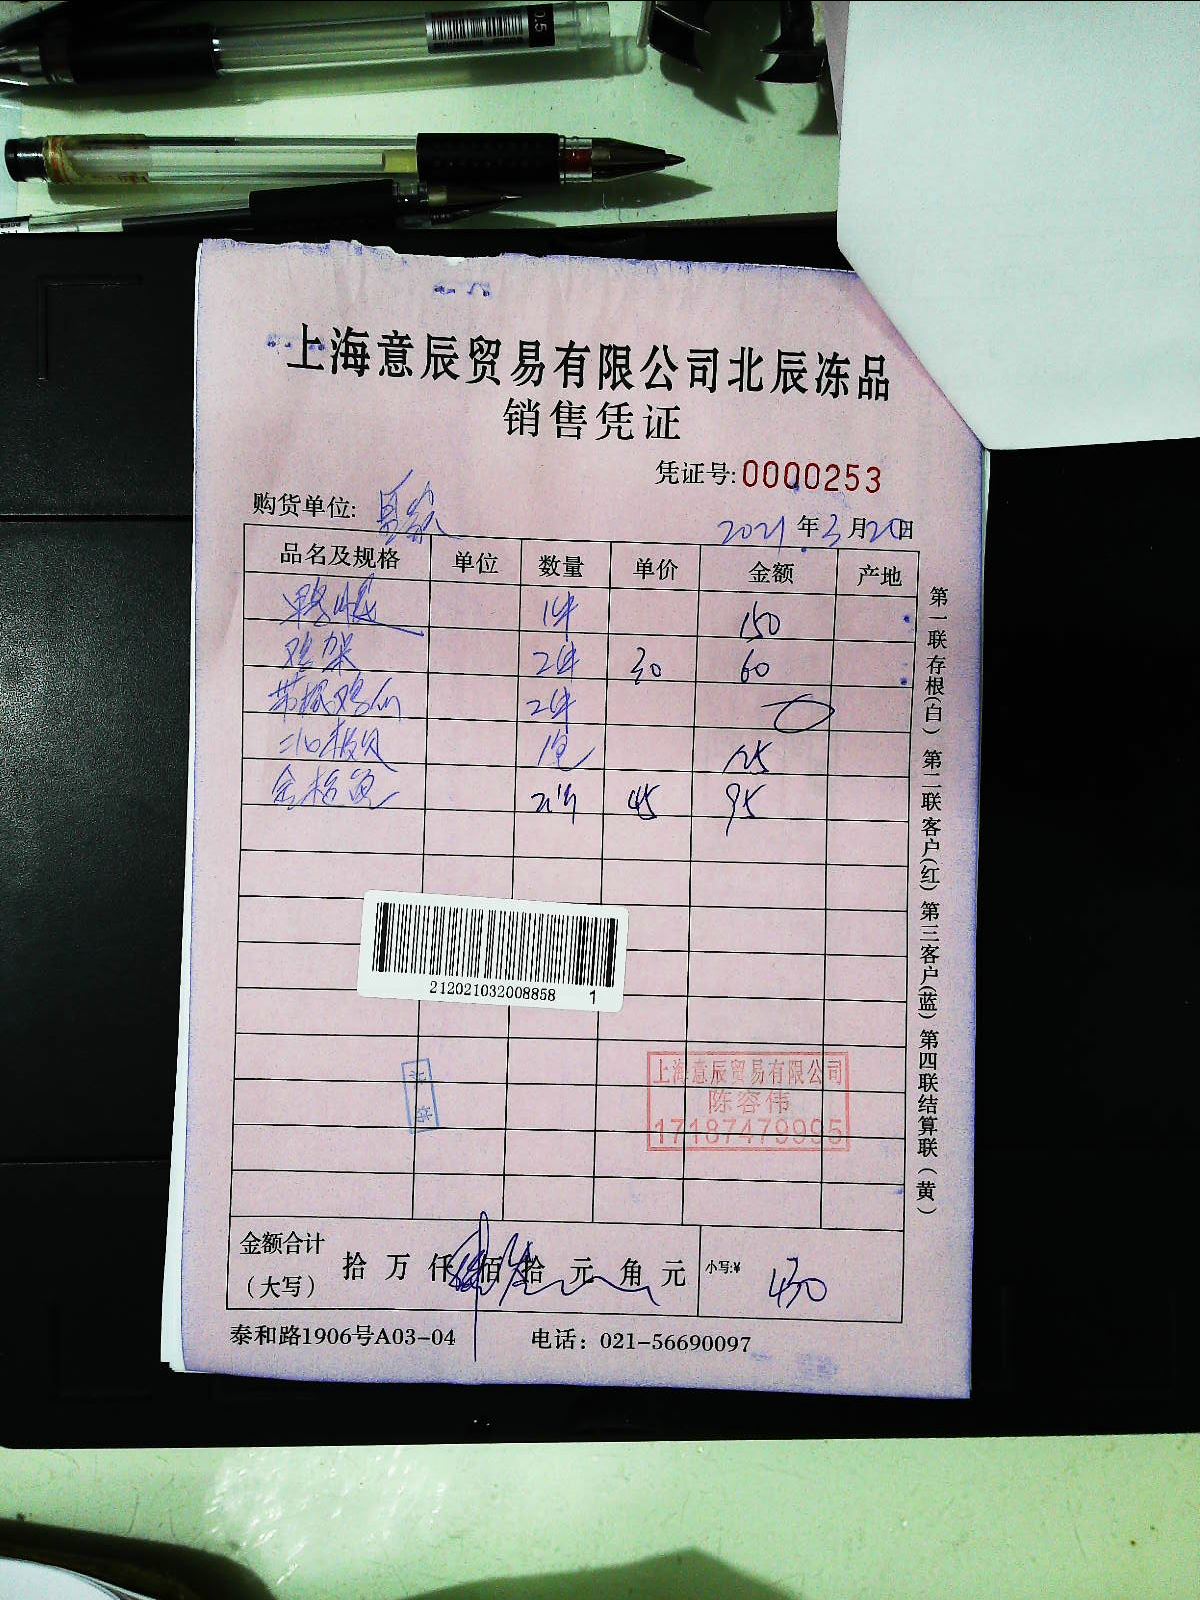 0.5
上海意辰贸易有限公司北辰冻品
销售凭证
凭证号:0000253
购货单位:
2021年3月20日
品名及规格 单位 数量 单价 金额 产地
1件 150
鸡架 2件 30 60
2件
1包 125
2条 45 95
212021032008858 1
上海意辰贸易有限公司
陈容伟
17187479995
金额合计
(大写)
拾 万 仟 佰 拾 元 角 元
小写:¥ 430
泰和路1906号A03-04 电话: 021-56690097
第一联存根(白) 第二联客户(红) 第三客户(蓝) 第四联结算联(黄)